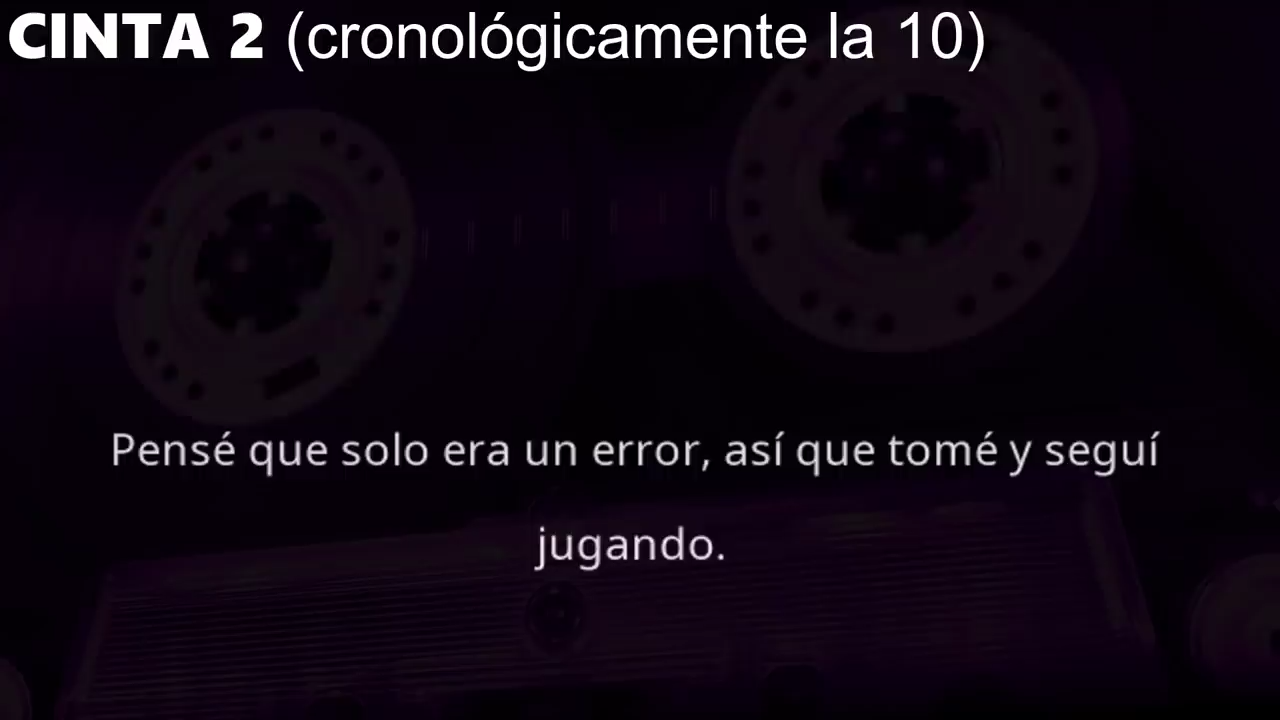 CINTA 2 (cronológicamente la 10)
Pensé que solo era un error, así que tomé y seguí
jugando.